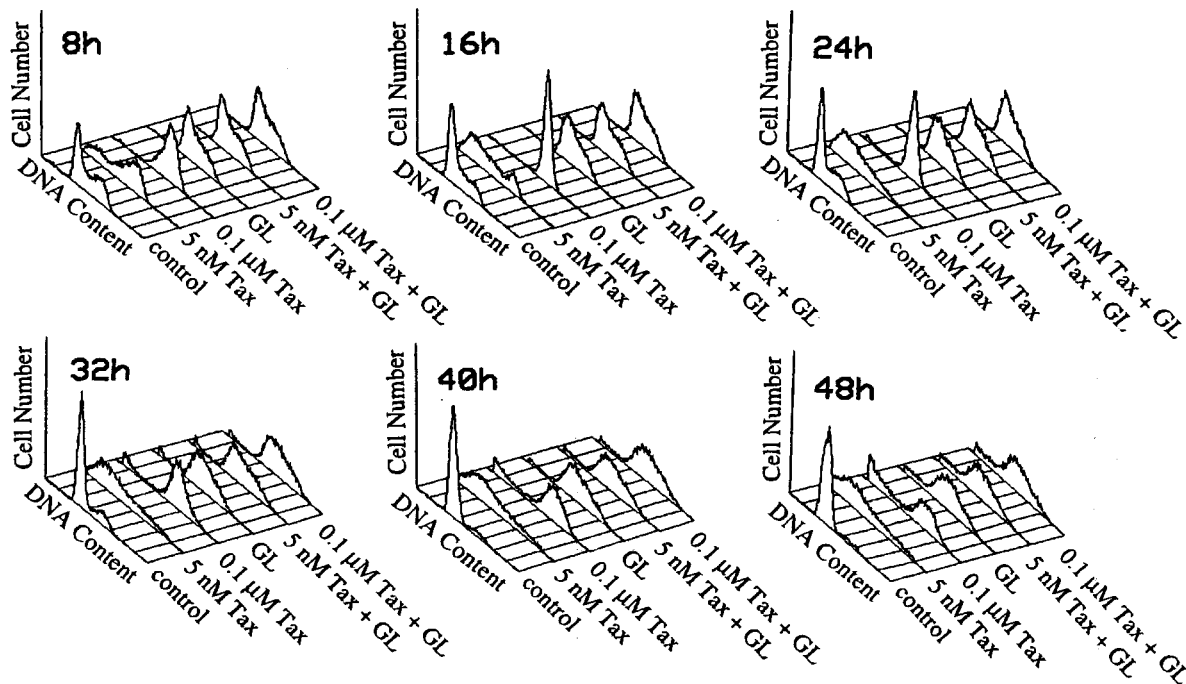 8h
Cell Number
DNA Content
control
5 nM Tax
0.1 µM Tax
GL
5 nM Tax + GL
0.1 µM Tax + GL
16h
Cell Number
DNA Content
control
5 nM Tax
0.1 µM Tax
GL
5 nM Tax + GL
0.1 µM Tax + GL
24h
Cell Number
DNA Content
control
5 nM Tax
0.1 µM Tax
GL
5 nM Tax + GL
0.1 µM Tax + GL
32h
Cell Number
DNA Content
control
5 nM Tax
0.1 µM Tax
GL
5 nM Tax + GL
0.1 µM Tax + GL
40h
Cell Number
DNA Content
control
5 nM Tax
0.1 µM Tax
GL
5 nM Tax + GL
0.1 µM Tax + GL
48h
Cell Number
DNA Content
control
5 nM Tax
0.1 µM Tax
GL
5 nM Tax + GL
0.1 µM Tax + GL